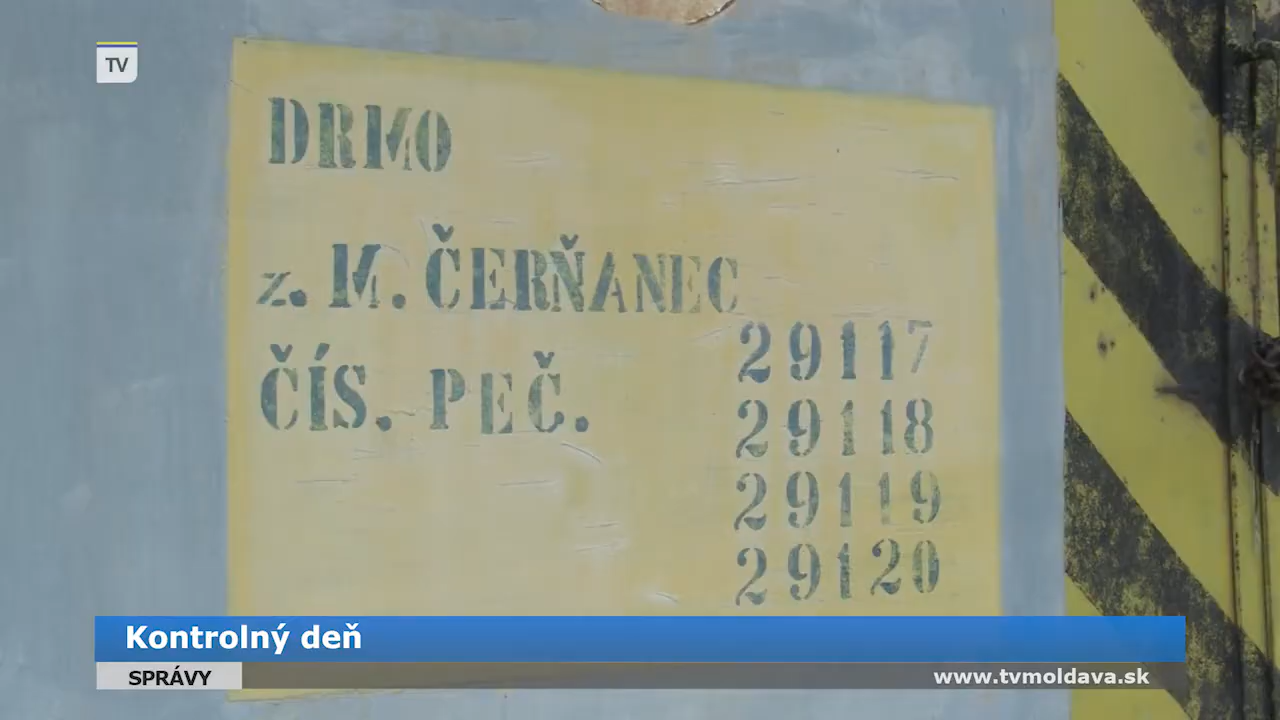 TV
DRMO
z. M. ČERŇANEC
ČÍS. PEČ. 29117
29118
29119
29120
Kontrolný deň
SPRÁVY www.tvmoldava.sk